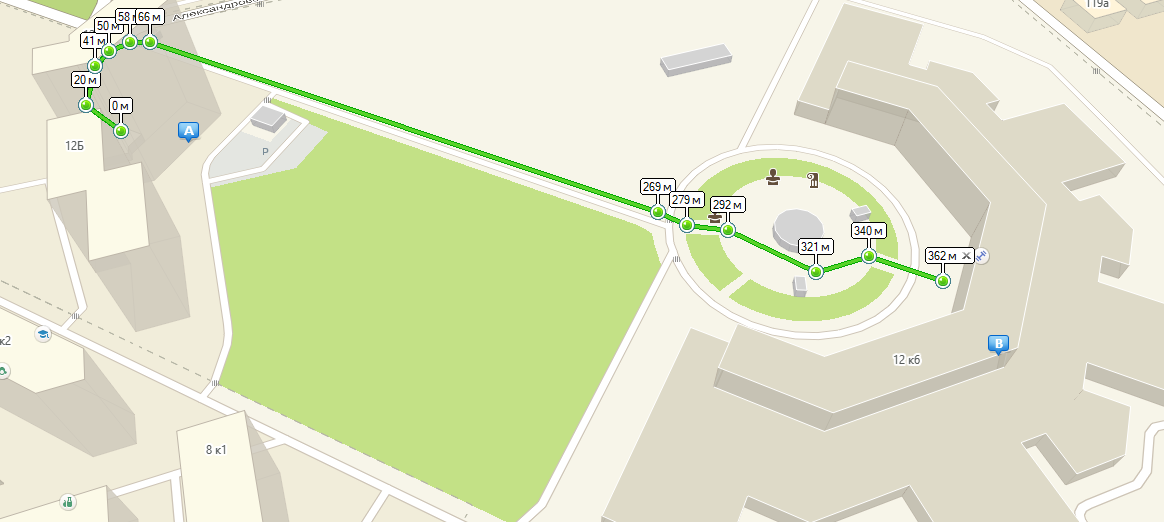 58
66 м
Александров
119а
50 м
41 м
20 м
0 м
А
12Б
P
269 м
279 м
292 м
321 м
340 м
362 м
В
12 к6
к2
8 к1